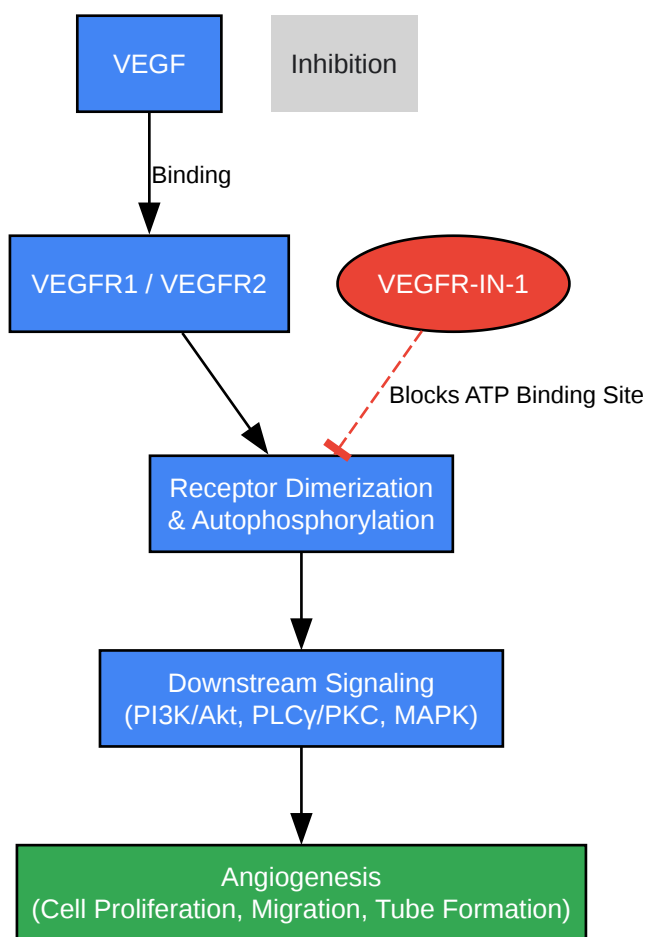 VEGF
Inhibition
Binding
VEGFR1 / VEGFR2
VEGFR-IN-1
Blocks ATP Binding Site
Receptor Dimerization
& Autophosphorylation
Downstream Signaling
(PI3K/Akt, PLCγ/PKC, MAPK)
Angiogenesis
(Cell Proliferation, Migration, Tube Formation)